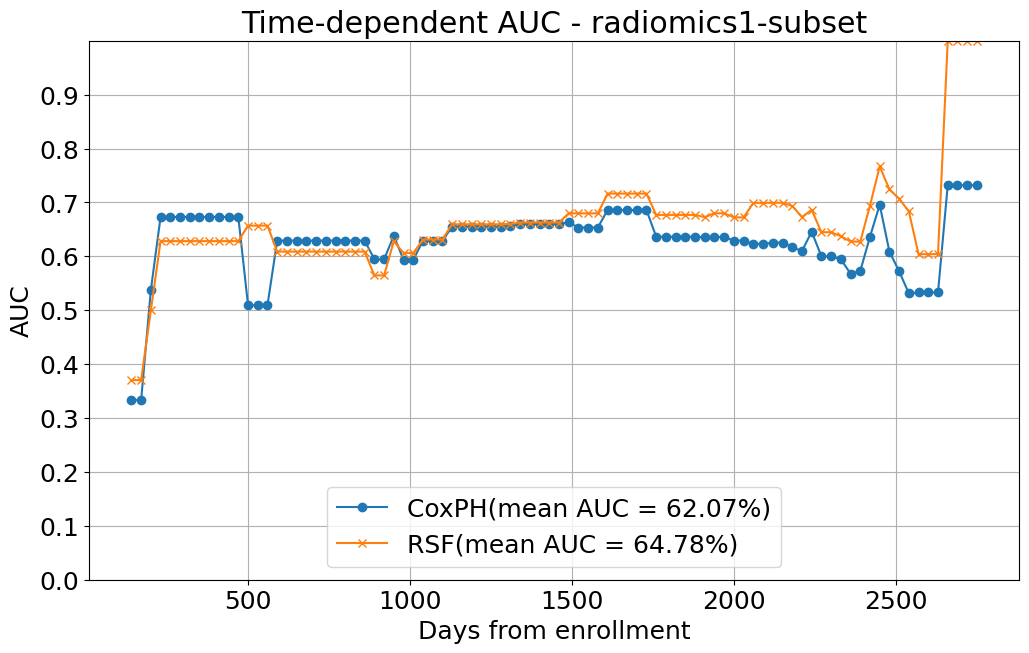 Time-dependent AUC - radiomics1-subset
AUC
0.9
0.8
0.7
0.6
0.5
0.4
0.3
0.2
0.1
0.0
CoxPH(mean AUC = 62.07%)
RSF(mean AUC = 64.78%)
500 1000 1500 2000 2500
Days from enrollment